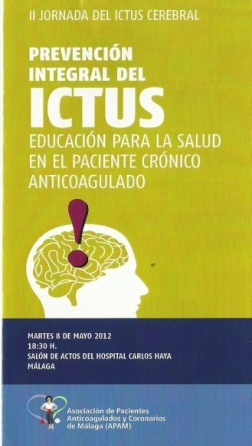 II JORNADA DEL ICTUS CEREBRAL
PREVENCIÓN
INTEGRAL DEL
ICTUS
EDUCACIÓN PARA LA SALUD
EN EL PACIENTE CRÓNICO
ANTICOAGULADO
!
MARTES 8 DE MAYO 2012
18:30 H.
SALÓN DE ACTOS DEL HOSPITAL CARLOS HAYA
MÁLAGA
Asociación de Pacientes
Anticoagulados y Coronarios
de Málaga (APAM)